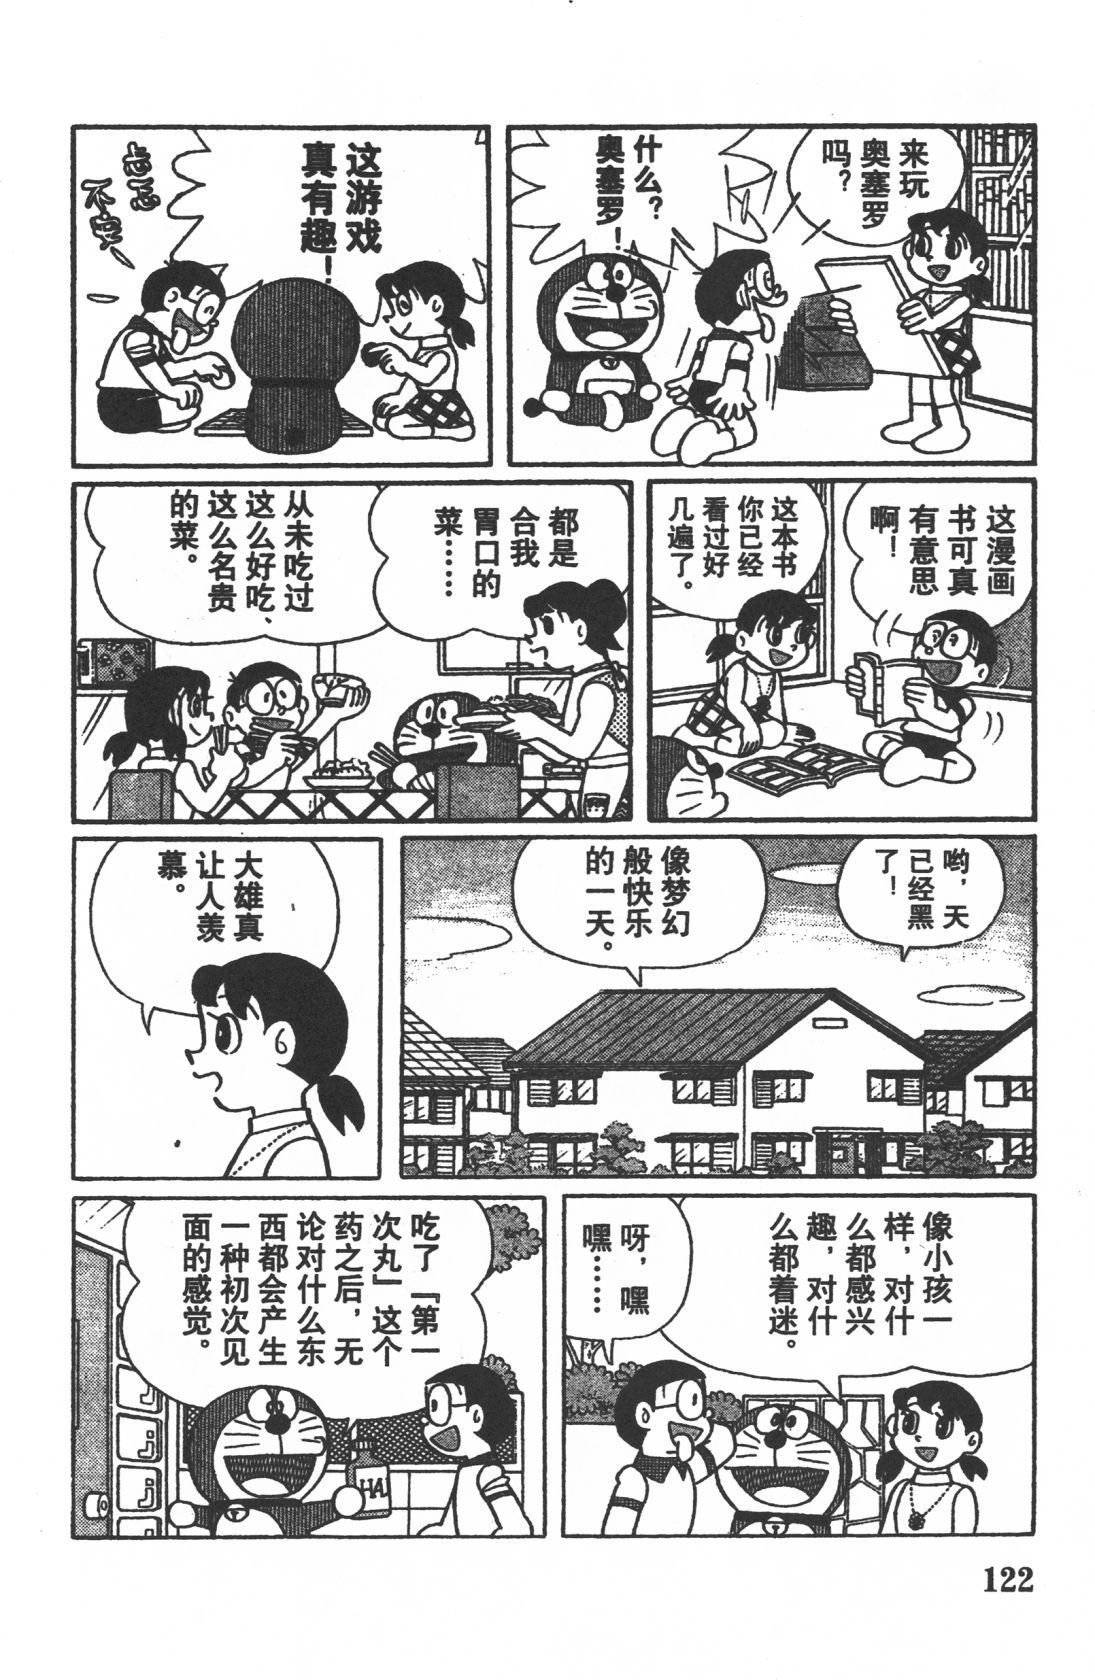 来玩
奥塞罗
吗？
什么？
奥塞罗！
这游戏
真有趣！
忐忑
不安
这漫画
书可真
有意思
啊！
这本书
你已经
看过好
几遍了。
都是
合我
胃口的
菜……
从未吃过
这么好吃、
这么名贵
的菜。
哟，天
已经黑
了！
像梦幻
般快乐
的一天。
大雄真
让人羡
慕。
像小孩一
样，对什
么都感兴
趣，对什
么都着迷。
呀，嘿
嘿……
吃了『第一
次丸』这个
药之后，无
论对什么东
西都会产生
一种初次见
面的感觉。
HA
122